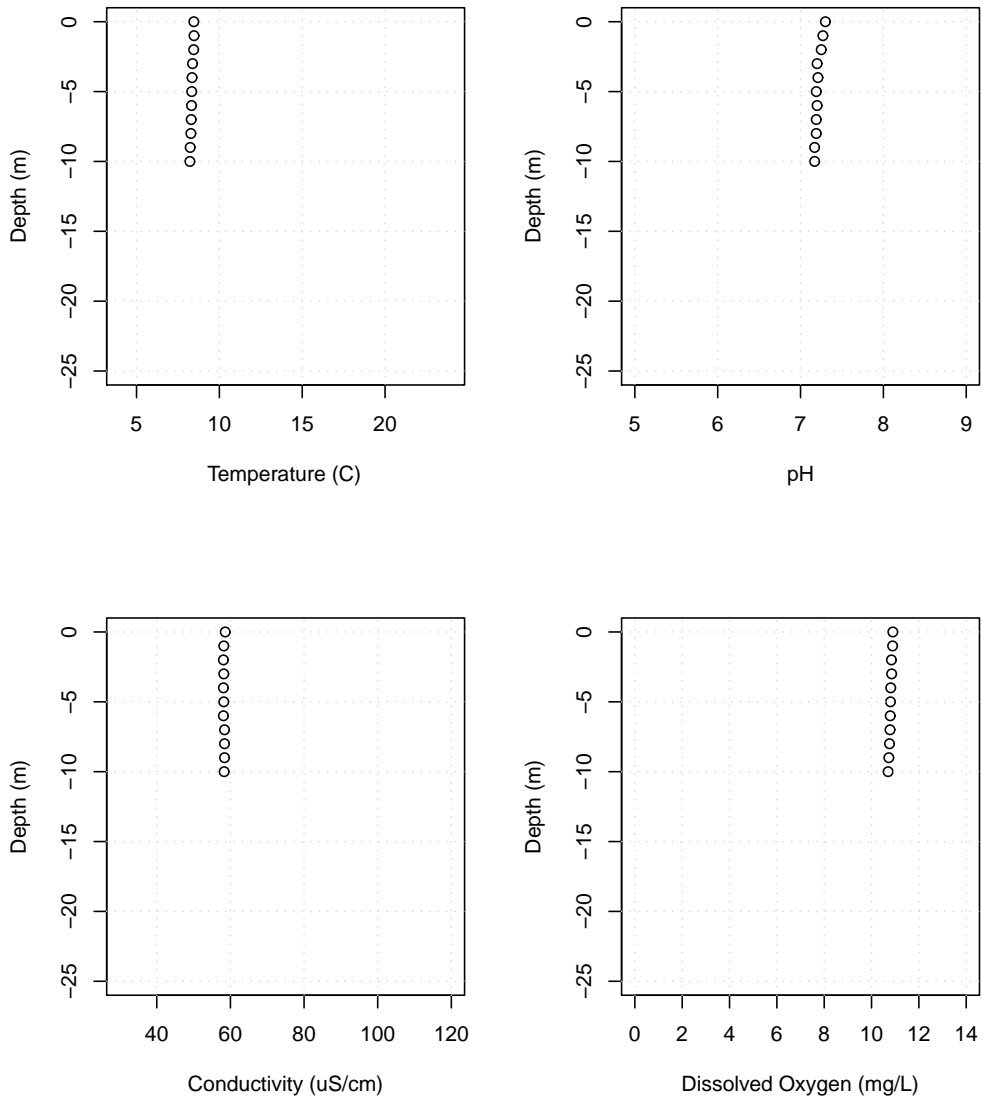 0
−5
−10
−15
−20
−25
Depth (m)
5 10 15 20
Temperature (C)
0
−5
−10
−15
−20
−25
Depth (m)
5 6 7 8 9
pH
0
−5
−10
−15
−20
−25
Depth (m)
40 60 80 100 120
Conductivity (uS/cm)
0
−5
−10
−15
−20
−25
Depth (m)
0 2 4 6 8 10 12 14
Dissolved Oxygen (mg/L)